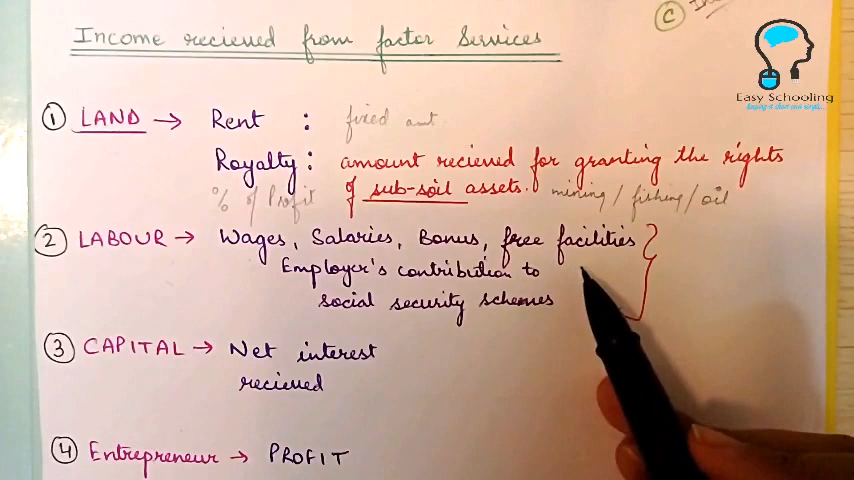 C
Income recieved from factor Services
Easy Schooling
1 LAND → Rent : fixed amt.
Royalty : amount recieved for granting the rights
% of Profit of sub-soil assets. mining / fishing / oil
2 LABOUR → Wages, Salaries, Bonus, free facilities
Employer's contribution to
social security schemes
3 CAPITAL → Net interest
recieved
4 Entrepreneur → PROFIT